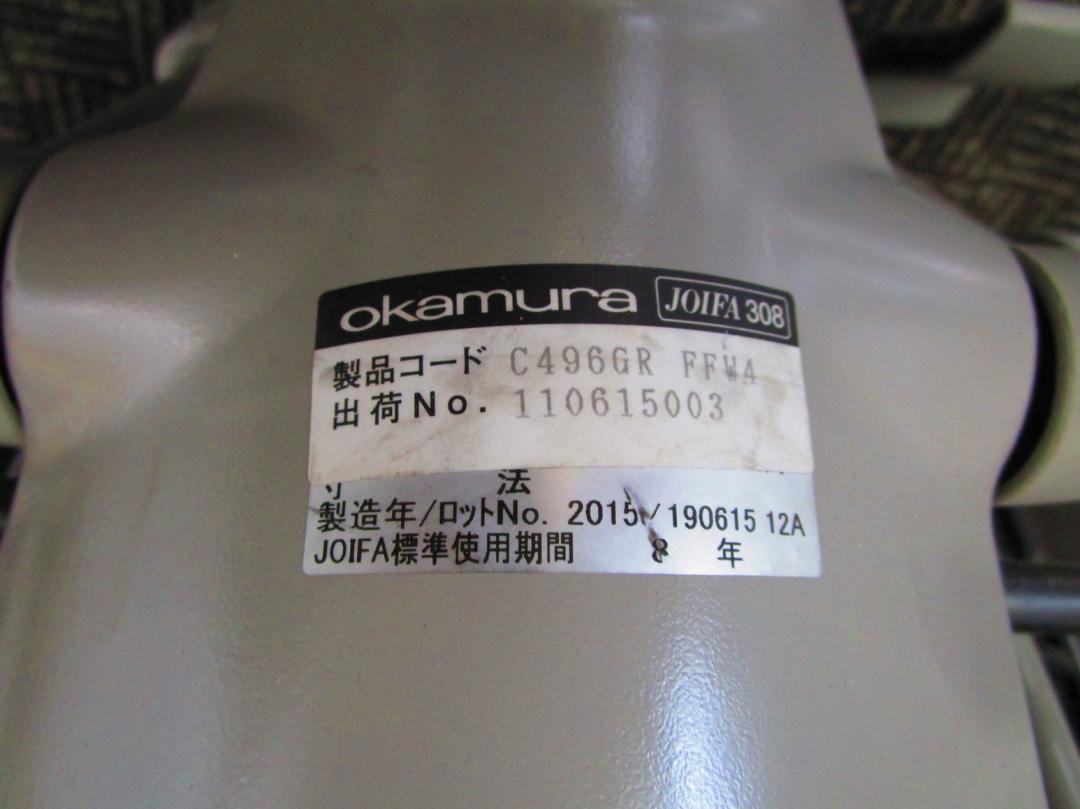 okamura JOIFA 308
製品コード C496GR FFW4
出荷No. 110615003
寸 法
製造年/ロットNo. 2015/190615 12A
JOIFA標準使用期間 8 年